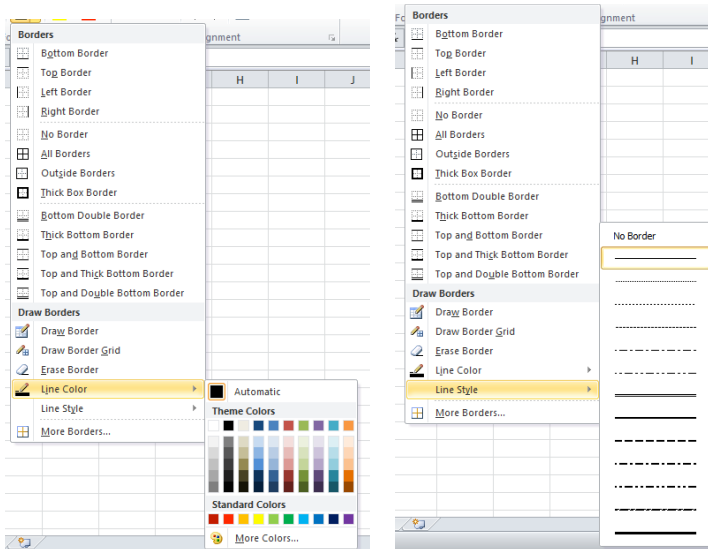 gnment
H
I
J
Borders
Bottom Border
Top Border
Left Border
Right Border
No Border
All Borders
Outside Borders
Thick Box Border
Bottom Double Border
Thick Bottom Border
Top and Bottom Border
Top and Thick Bottom Border
Top and Double Bottom Border
Draw Borders
Draw Border
Draw Border Grid
Erase Border
Line Color
Line Style
More Borders...
Automatic
Theme Colors
Standard Colors
More Colors...
Fo
gnment
H
I
Borders
Bottom Border
Top Border
Left Border
Right Border
No Border
All Borders
Outside Borders
Thick Box Border
Bottom Double Border
Thick Bottom Border
Top and Bottom Border
Top and Thick Bottom Border
Top and Double Bottom Border
Draw Borders
Draw Border
Draw Border Grid
Erase Border
Line Color
Line Style
More Borders...
No Border